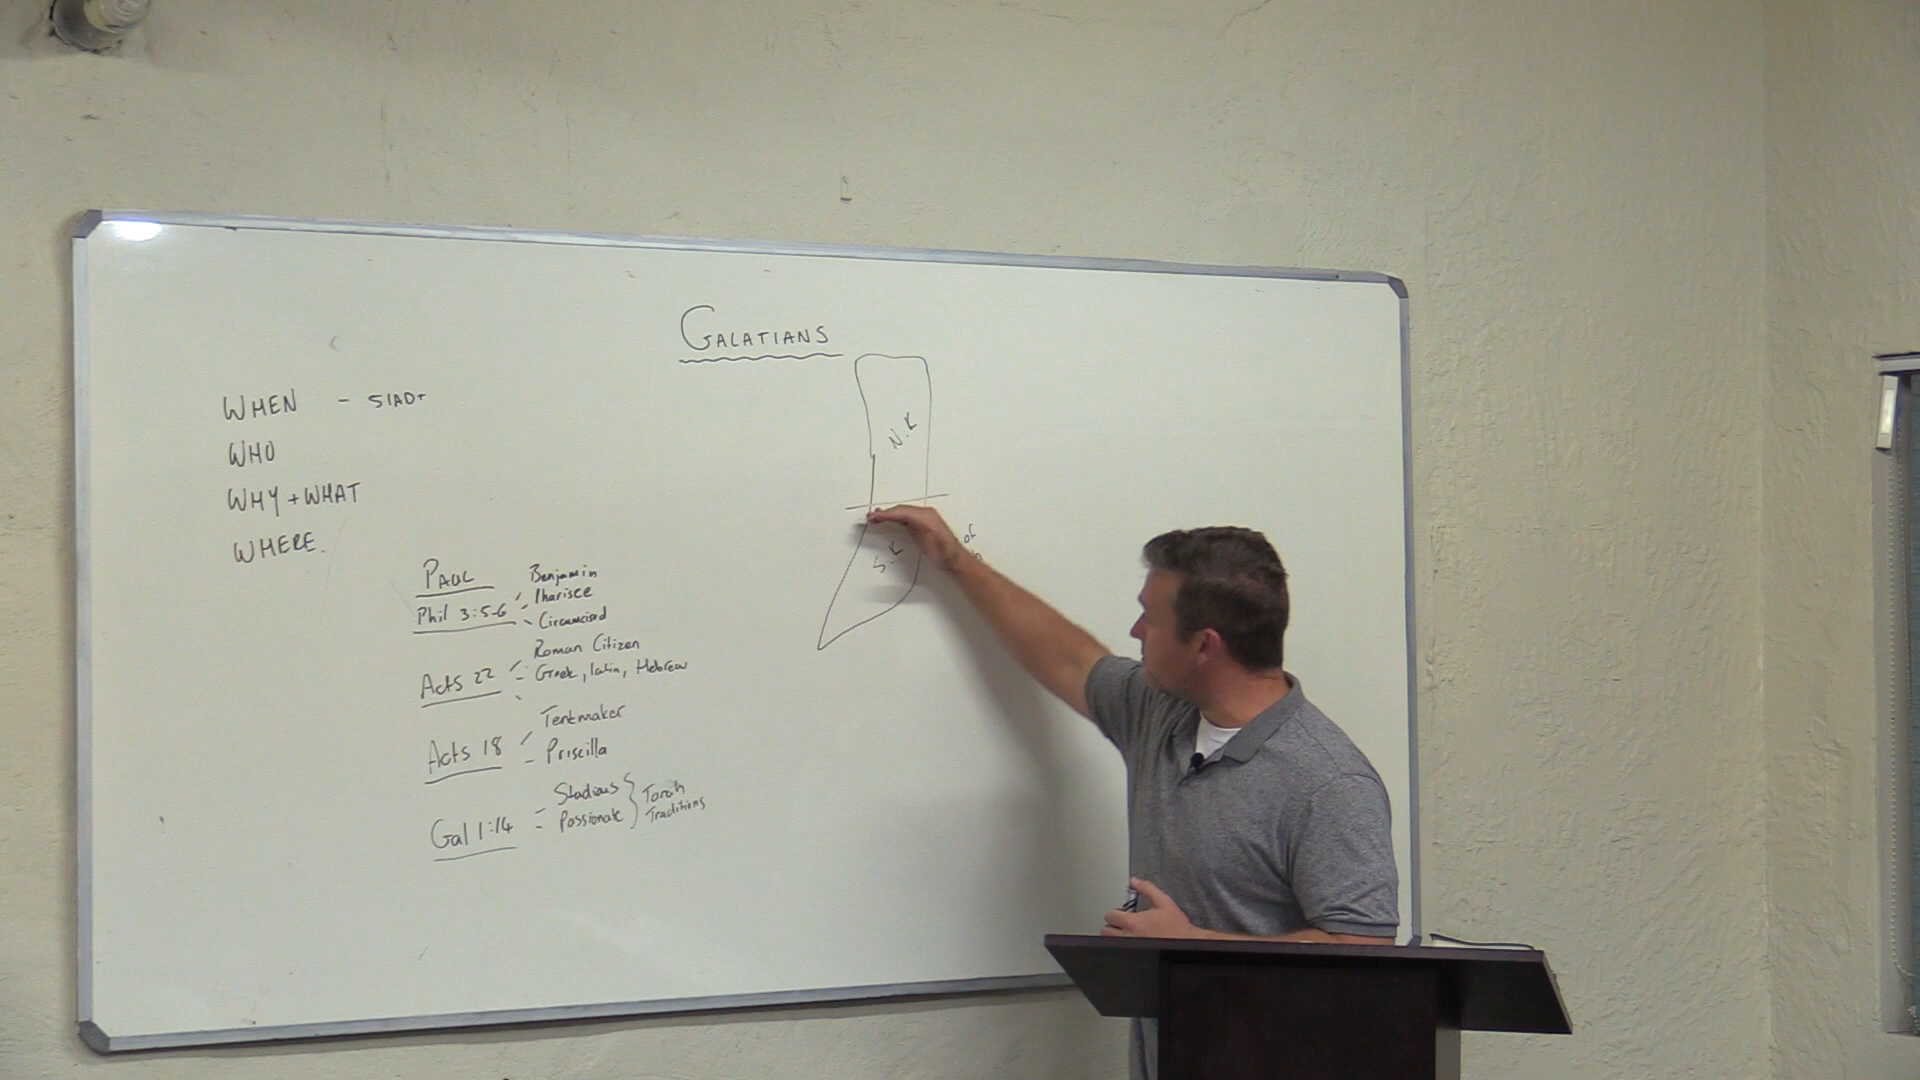 GALATIANS
WHEN - 51AD+
WHO
WHY + WHAT
WHERE.
PAUL
Phil 3:5-6
Benjamin
Pharisee
Circumcised
Acts 22
Roman Citizen
- Greek, latin, Hebrew
Acts 18
Tentmaker
- Priscilla
Gal 1:14
- Studious
- Passionate
Torah
Traditions
N.K
S.K
of